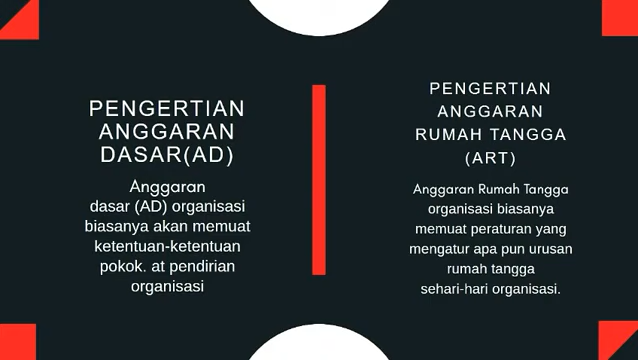 PENGERTIAN
ANGGARAN
DASAR(AD)
Anggaran
dasar (AD) organisasi
biasanya akan memuat
ketentuan-ketentuan
pokok. at pendirian
organisasi
PENGERTIAN
ANGGARAN
RUMAH TANGGA
(ART)
Anggaran Rumah Tangga
organisasi biasanya
memuat peraturan yang
mengatur apa pun urusan
rumah tangga
sehari-hari organisasi.